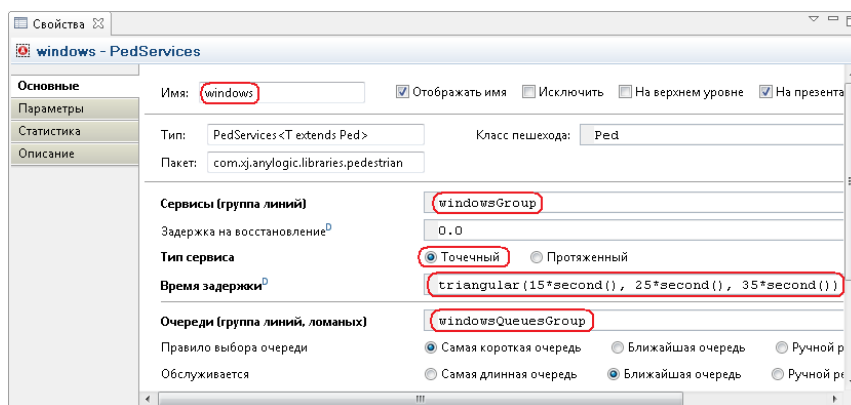 Свойства
windows - PedServices
Основные
Параметры
Статистика
Описание
Имя: windows Отображать имя Исключить На верхнем уровне На презента
Тип: PedServices<T extends Ped> Класс пешехода: Ped
Пакет: com.xj.anylogic.libraries.pedestrian
Сервисы (группа линий) windowsGroup
Задержка на восстановление D 0.0
Тип сервиса Точечный Протяженный
Время задержки D triangular(15*second(), 25*second(), 35*second())
Очереди (группа линий, ломаных) windowsQueuesGroup
Правило выбора очереди Самая короткая очередь Ближайшая очередь Ручной р
Обслуживается Самая длинная очередь Ближайшая очередь Ручной ре